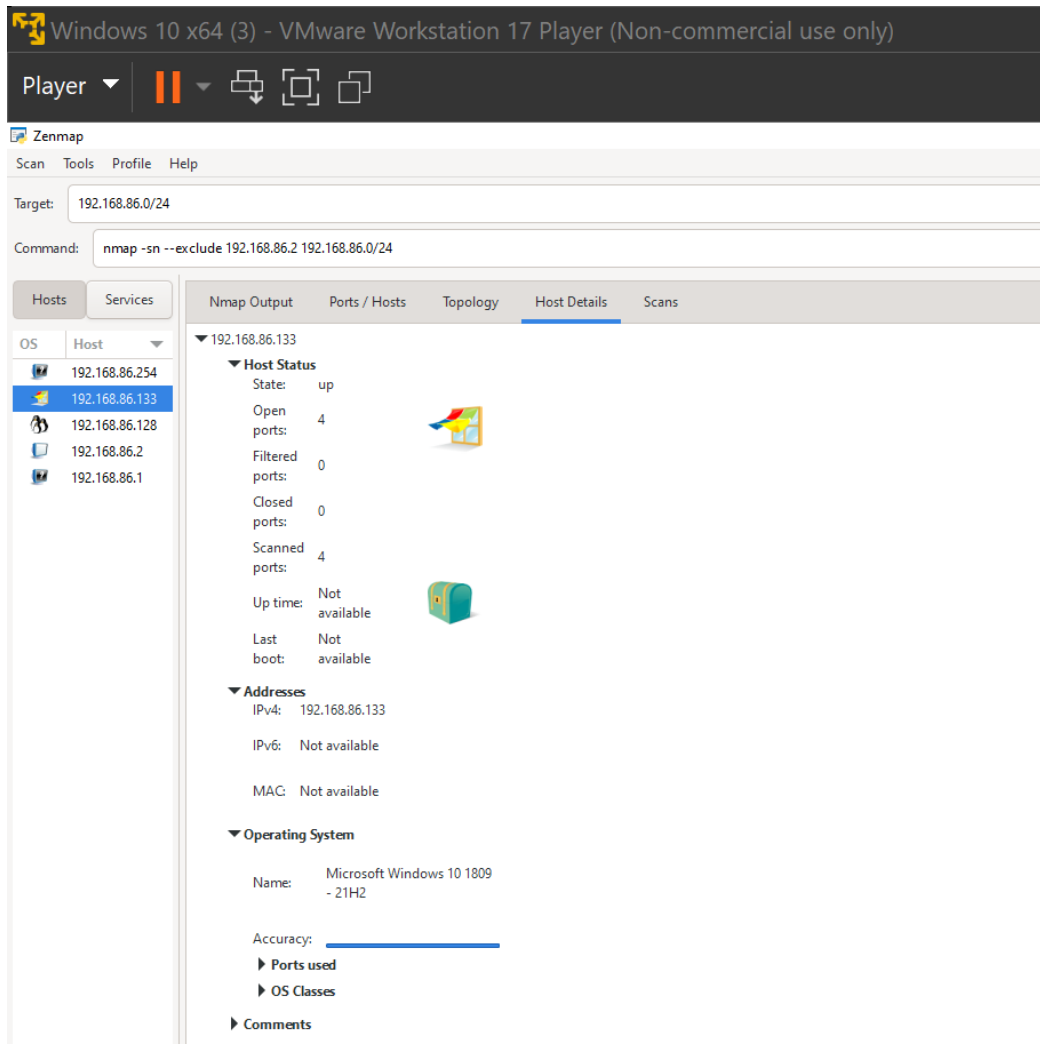 Windows 10 x64 (3) - VMware Workstation 17 Player (Non-commercial use only)
Player
Zenmap
Scan Tools Profile Help
Target: 192.168.86.0/24
Command: nmap -sn --exclude 192.168.86.2 192.168.86.0/24
Hosts Services
Nmap Output Ports / Hosts Topology Host Details Scans
OS Host
192.168.86.254
192.168.86.133
192.168.86.128
192.168.86.2
192.168.86.1
192.168.86.133
Host Status
State: up
Open ports: 4
Filtered ports: 0
Closed ports: 0
Scanned ports: 4
Up time: Not available
Last boot: Not available
Addresses
IPv4: 192.168.86.133
IPv6: Not available
MAC: Not available
Operating System
Name: Microsoft Windows 10 1809
- 21H2
Accuracy:
Ports used
OS Classes
Comments